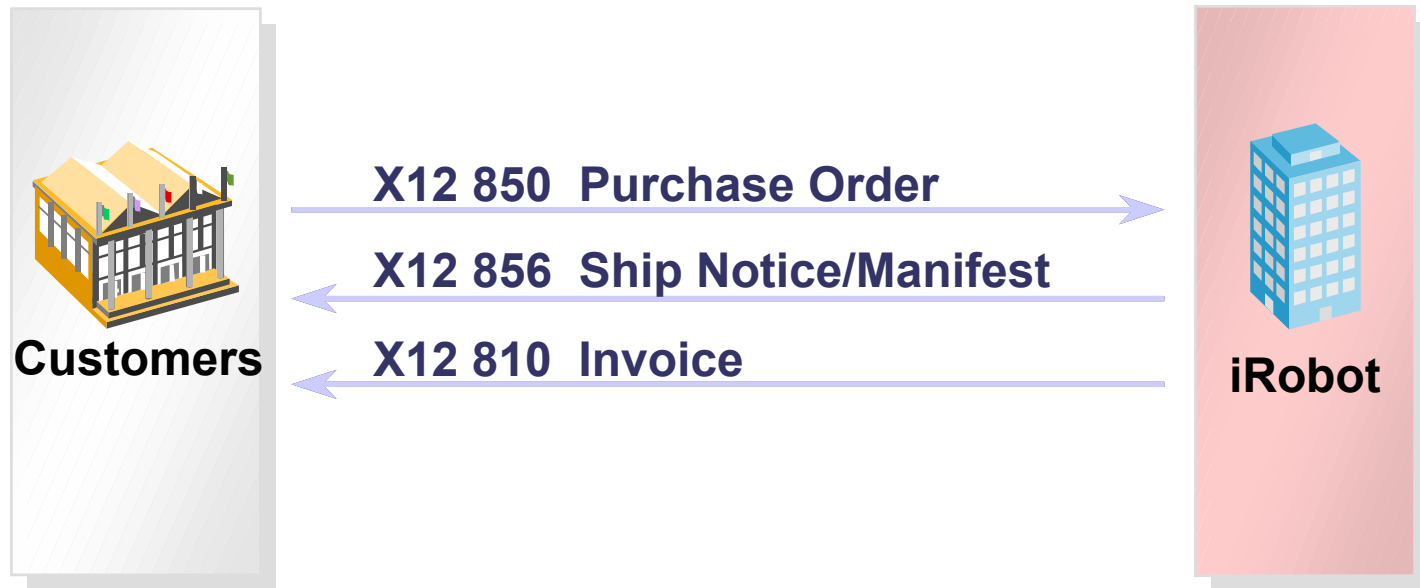 X12 850 Purchase Order
X12 856 Ship Notice/Manifest
X12 810 Invoice
Customers
iRobot